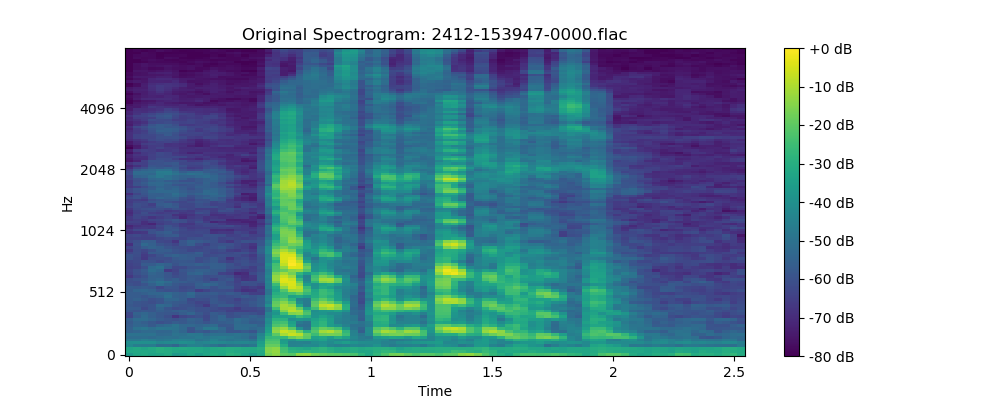 Original Spectrogram: 2412-153947-0000.flac
Hz
4096
2048
1024
512
0
0
0.5
1
1.5
2
2.5
Time
+0 dB
-10 dB
-20 dB
-30 dB
-40 dB
-50 dB
-60 dB
-70 dB
-80 dB